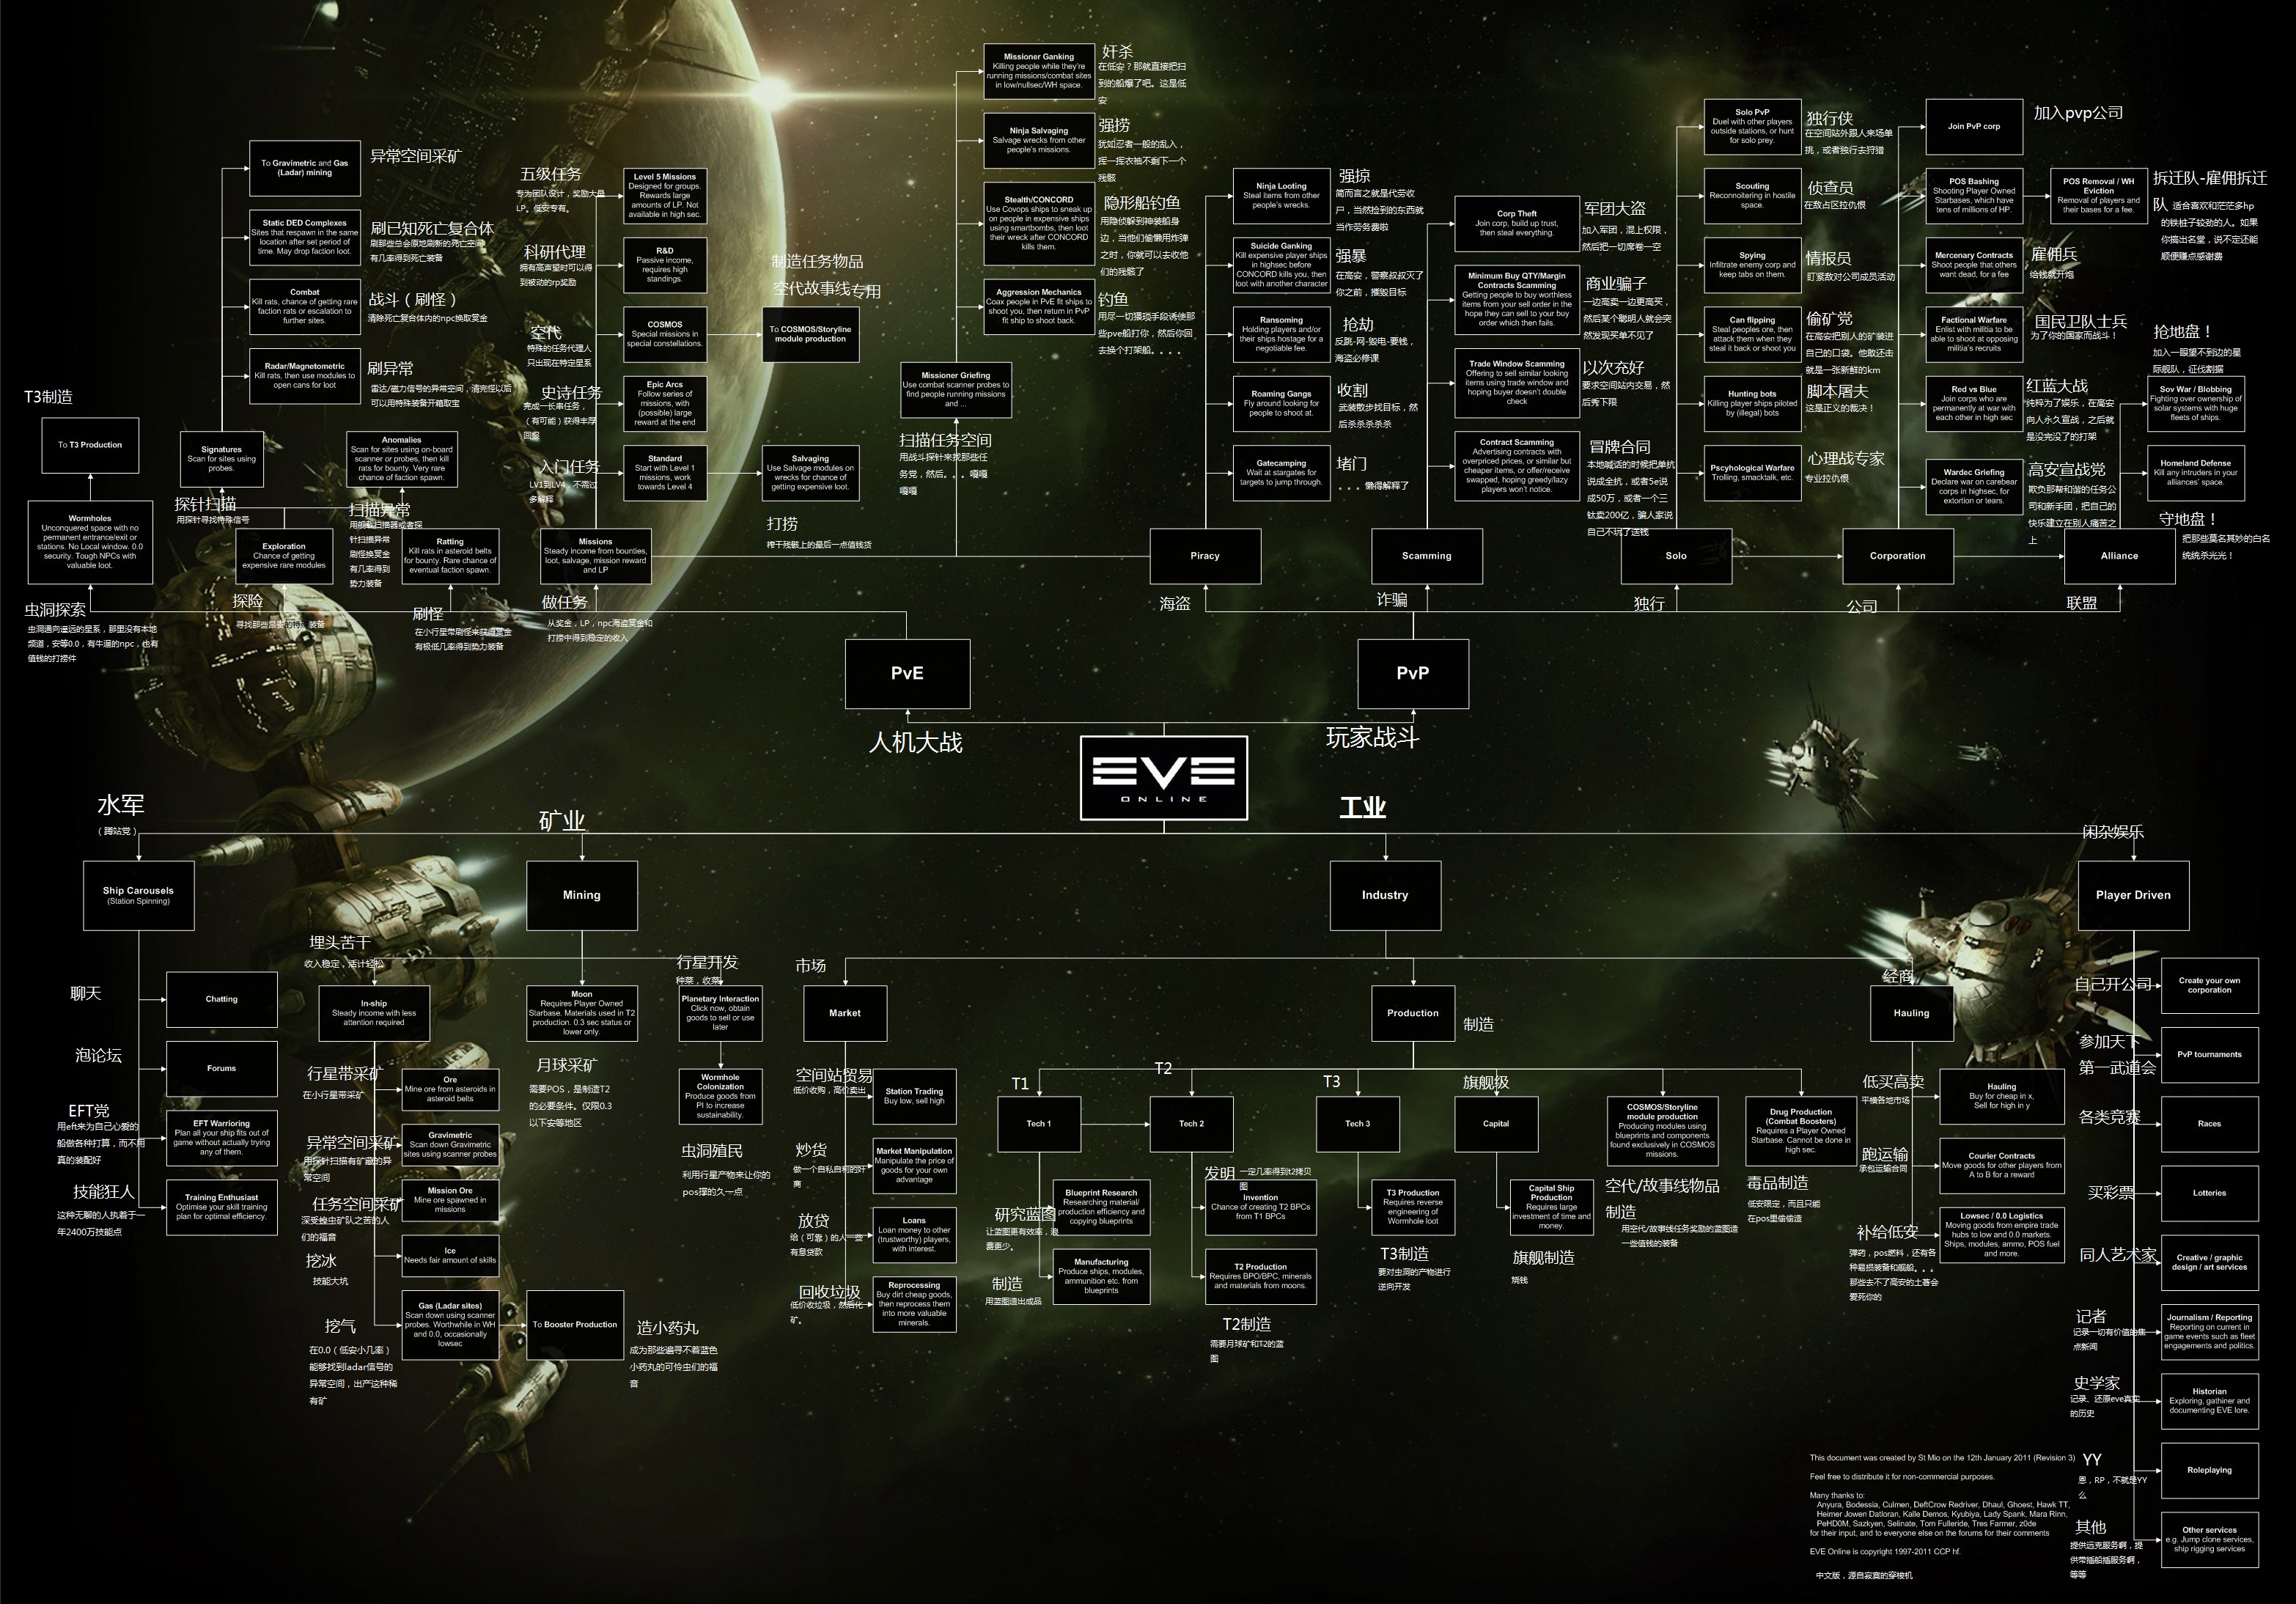 Missioner Ganking
Killing people while they're
running missions/combat sites
in low/nullsec/WH space.
奸杀
在低安？那就直接把扫
到的船爆了吧。这是低
安
Ninja Salvaging
Salvage wrecks from other
people's missions.
强捞
犹如忍者一般的乱入，
挥一挥衣袖不剩下一个
残骸
Stealth/CONCORD
Use Covops ships to sneak up
on people in expensive ships
using smartbombs, then loot
their wreck after CONCORD
kills them.
隐形船钓鱼
用隐侦躲到神装船身
边，当他们偷懒用炸弹
之时，你就可以去收他
们的残骸了
Aggression Mechanics
Coax people in PvE fit ships to
shoot you, then return in PvP
fit ship to shoot back.
钓鱼
用尽一切猥琐手段诱使那
些pve船打你，然后你回
去换个打架船。。。。
Missioner Griefing
Use combat scanner probes to
find people running missions
and ...
扫描任务空间
用战斗探针来找那些任
务党，然后。。。嘎嘎
嘎嘎
To Gravimetric and Gas
(Ladar) mining
异常空间采矿
Static DED Complexes
Sites that respawn in the same
location after set period of
time. May drop faction loot.
刷已知死亡复合体
刷那些总会原地刷新的死亡空间
有几率得到死亡装备
Combat
Kill rats, chance of getting rare
faction rats or escalation to
further sites.
战斗（刷怪）
清除死亡复合体内的npc换取赏金
Radar/Magnetometric
Kill rats, then use modules to
open cans for loot
刷异常
雷达/磁力信号的异常空间，清完怪以后
可以用特殊装备开箱取宝
T3制造
To T3 Production
Signatures
Scan for sites using
probes.
探针扫描
用探针寻找特殊信号
Anomalies
Scan for sites using on-board
scanner or probes, then kill
rats for bounty. Very rare
chance of faction spawn.
扫描异常
用舰载扫描器或者探
针扫描异常
刷怪换赏金
有几率得到
势力装备
Wormholes
Unconquered space with no
permanent entrance/exit or
stations. No Local window. 0.0
security. Tough NPCs with
valuable loot.
虫洞探索
虫洞通向遥远的星系，那里没有本地
频道，安等0.0，有牛逼的npc，也有
值钱的打捞件
Exploration
Chance of getting
expensive rare modules
探险
Ratting
Kill rats in asteroid belts
for bounty. Rare chance of
eventual faction spawn.
刷怪
在小行星带刷怪来获得赏金
有极低几率得到势力装备
Missions
Steady income from bounties,
loot, salvage, mission reward
and LP
做任务
从奖金，LP，npc海盗赏金和
打捞中得到稳定的收入
五级任务
专为团队设计，奖励大量
LP。低安专有。
Level 5 Missions
Designed for groups.
Rewards large
amounts of LP. Not
available in high sec.
科研代理
拥有高声望时可以得
到被动的rp奖励
R&D
Passive income,
requires high
standings.
空代
特殊的任务代理人
只出现在特定星系
COSMOS
Special missions in
special constellations.
制造任务物品
空代故事线专用
To COSMOS/Storyline
module production
史诗任务
完成一长串任务，
（有可能）获得丰厚
回报
Epic Arcs
Follow series of
missions, with
(possible) large
reward at the end
入门任务
LV1到LV4，不需过
多解释
Standard
Start with Level 1
missions, work
towards Level 4
Salvaging
Use Salvage modules on
wrecks for chance of
getting expensive loot.
打捞
榨干残骸上的最后一点值钱货
Ninja Looting
Steal items from other
people's wrecks.
强掠
简而言之就是代劳收
尸，当然捡到的东西就
当作劳务费啦
Suicide Ganking
Kill expensive player ships
in highsec before
CONCORD kills you, then
loot with another character
强暴
在高安，警察叔叔灭了
你之前，摧毁目标
Ransoming
Holding players and/or
their ships hostage for a
negotiable fee.
抢劫
反跳-网-毁电-要钱，
海盗必修课
Roaming Gangs
Fly around looking for
people to shoot at.
收割
武装散步找目标，然
后杀杀杀杀杀
Gatecamping
Wait at stargates for
targets to jump through.
堵门
。。。懒得解释了
Piracy
海盗
Corp Theft
Join corp, build up trust,
then steal everything.
军团大盗
加入军团，混上权限，
然后把一切席卷一空
Minimum Buy QTY/Margin
Contracts Scamming
Getting people to buy worthless
items from your sell order in the
hope they can sell to your buy
order which then fails.
商业骗子
一边高卖一边更高买，
然后某个聪明人就会突
然发现买单不见了
Trade Window Scamming
Offering to sell similar looking
items using trade window and
hoping buyer doesn't double
check
以次充好
要求空间站内交易，然
后秀下限
Contract Scamming
Advertising contracts with
overpriced prices, or similar but
cheaper items, or offer/receive
swapped, hoping greedy/lazy
players won't notice.
冒牌合同
本地喊话的时候把单抗
说成全抗，或者5e说
成50万，或者一个三
钛卖200亿，骗人家说
自己不玩了送钱
Scamming
诈骗
Solo PvP
Duel with other players
outside stations, or hunt
for solo prey.
独行侠
在空间站外跟人来场单
挑，或者独行去狩猎
Scouting
Reconnoitering in hostile
space.
侦查员
在敌占区拉仇恨
Spying
Infiltrate enemy corp and
keep tabs on them.
情报员
盯紧敌对公司成员活动
Can flipping
Steal peoples ore, then
attack them when they
steal it back or shoot you
偷矿党
在高安把别人的矿装进
自己的口袋。他敢还击
就是一张新鲜的km
Hunting bots
Killing player ships piloted
by (illegal) bots
脚本屠夫
这是正义的裁决！
Pscyhological Warfare
Trolling, smacktalk, etc.
心理战专家
专业拉仇恨
Solo
独行
Join PvP corp
加入pvp公司
POS Bashing
Shooting Player Owned
Starbases, which have
tens of millions of HP.
POS Removal / WH
Eviction
Removal of players and
their bases for a fee.
拆迁队-雇佣拆迁
队 适合喜欢和茫茫多hp
的铁柱子较劲的人。如果
你搞出名堂，说不定还能
顺便赚点感谢费
Mercenary Contracts
Shoot people that others
want dead, for a fee
雇佣兵
给钱就开炮
Factional Warfare
Enlist with militia to be
able to shoot at opposing
militia's recruits
国民卫队士兵
为了你的国家而战斗！
Red vs Blue
Join corps who are
permanently at war with
each other in high sec
红蓝大战
纯粹为了娱乐，在高安
向人永久宣战，之后就
是没完没了的打架
Wardec Griefing
Declare war on carebear
corps in highsec, for
extortion or tears.
高安宣战党
欺负那帮和谐的任务公
司和新手团，把自己的
快乐建立在别人痛苦之
上
Corporation
公司
抢地盘！
加入一眼望不到边的星
际舰队，征伐割据
Sov War / Blobbing
Fighting over ownership of
solar systems with huge
fleets of ships.
Homeland Defense
Kill any intruders in your
alliances' space.
守地盘！
把那些莫名其妙的白名
统统杀光光！
Alliance
联盟
PvE
人机大战
PvP
玩家战斗
EVE
ONLINE
水军
（蹲站党）
Ship Carousels
(Station Spinning)
聊天
Chatting
泡论坛
Forums
EFT党
用eft来为自己心爱的
船做各种打算，而不用
真的装配好
EFT Warrioring
Plan all your ship fits out of
game without actually trying
any of them.
技能狂人
这种无聊的人执着于一
年2400万技能点
Training Enthusiast
Optimise your skill training
plan for optimal efficiency.
矿业
Mining
埋头苦干
收入稳定，活计轻松
In-ship
Steady income with less
attention required
行星带采矿
在小行星带采矿
Ore
Mine ore from asteroids in
asteroid belts
异常空间采矿
用探针扫描有矿藏的异
常空间
Gravimetric
Scan down Gravimetric
sites using scanner probes
任务空间采矿
深受蝗虫矿队之苦的人
们的福音
Mission Ore
Mine ore spawned in
missions
挖冰
技能大坑
Ice
Needs fair amount of skills
挖气
在0.0（低安小几率）
能够找到ladar信号的
异常空间，出产这种稀
有矿
Gas (Ladar sites)
Scan down using scanner
probes. Worthwhile in WH
and 0.0, occasionally
lowsec
To Booster Production
造小药丸
成为那些遍寻不着蓝色
小药丸的可怜虫们的福
音
Moon
Requires Player Owned
Starbase. Materials used in T2
production. 0.3 sec status or
lower only.
月球采矿
需要POS，是制造T2
的必要条件。仅限0.3
以下安等地区
行星开发
种菜，收菜
Planetary Interaction
Click now, obtain
goods to sell or use
later
Wormhole
Colonization
Produce goods from
PI to increase
sustainability.
虫洞殖民
利用行星产物来让你的
pos撑的久一点
工业
Industry
市场
Market
空间站贸易
低价收购，高价卖出
Station Trading
Buy low, sell high
炒货
做一个自私自利的奸
商
Market Manipulation
Manipulate the price of
goods for your own
advantage
放贷
给（可靠）的人一些
有息贷款
Loans
Loan money to other
(trustworthy) players,
with interest.
回收垃圾
低价收垃圾，然后化
矿。
Reprocessing
Buy dirt cheap goods,
then reprocess them
into more valuable
minerals.
Production
制造
T1
Tech 1
研究蓝图
让蓝图更有效率，浪
费更少。
Blueprint Research
Researching material/
production efficiency and
copying blueprints
制造
用蓝图造出成品
Manufacturing
Produce ships, modules,
ammunition etc. from
blueprints
T2
Tech 2
发明 一定几率得到t2拷贝
图
Invention
Chance of creating T2 BPCs
from T1 BPCs
T2 Production
Requires BPO/BPC, minerals
and materials from moons.
T2制造
需要月球矿和T2的蓝
图
T3
Tech 3
T3 Production
Requires reverse
engineering of
Wormhole loot
T3制造
要对虫洞的产物进行
逆向开发
旗舰级
Capital
Capital Ship
Production
Requires large
investment of time and
money.
旗舰制造
烧钱
COSMOS/Storyline
module production
Producing modules using
blueprints and components
found exclusively in COSMOS
missions.
空代/故事线物品
制造
用空代/故事线任务奖励的蓝图造
一些值钱的装备
Drug Production
(Combat Boosters)
Requires a Player Owned
Starbase. Cannot be done in
high sec.
毒品制造
低安限定，而且只能
在pos里偷偷造
经商
Hauling
低买高卖
平横各地市场
Hauling
Buy for cheap in x,
Sell for high in y
跑运输
承包运输合同
Courier Contracts
Move goods for other players from
A to B for a reward
补给低安
弹药，pos燃料，还有各
种易损装备和舰船。。。
那些去不了高安的土著会
爱死你的
Lowsec / 0.0 Logistics
Moving goods from empire trade
hubs to low and 0.0 markets.
Ships, modules, ammo, POS fuel
and more.
闲杂娱乐
Player Driven
自己开公司
Create your own
corporation
参加天下
第一武道会
PvP tournaments
各类竞赛
Races
买彩票
Lotteries
同人艺术家
Creative / graphic
design / art services
记者
记录一切有价值的焦
点新闻
Journalism / Reporting
Reporting on current in
game events such as fleet
engagements and politics.
史学家
记录、还原eve真实
的历史
Historian
Exploring, gathiner and
documenting EVE lore.
YY
恩，RP，不就是YY
么
Roleplaying
其他
提供远克服务啊，提
供带插船插服务啊，
等等
Other services
e.g. Jump clone services,
ship rigging services
This document was created by St Mio on the 12th January 2011 (Revision 3)
Feel free to distribute it for non-commercial purposes.
Many thanks to:
Anyura, Bodessia, Culmen, DeftCrow Redriver, Dhaul, Ghoest, Hawk TT,
Heimer Jowen Datloran, Kalle Demos, Kyubiya, Lady Spank, Mara Rinn,
PeHD0M, Sazkyen, Selinate, Tom Fulleride, Tres Farmer, z0de
for their input, and to everyone else on the forums for their comments
EVE Online is copyright 1997-2011 CCP hf.
中文版，源自寂寞的穿梭机